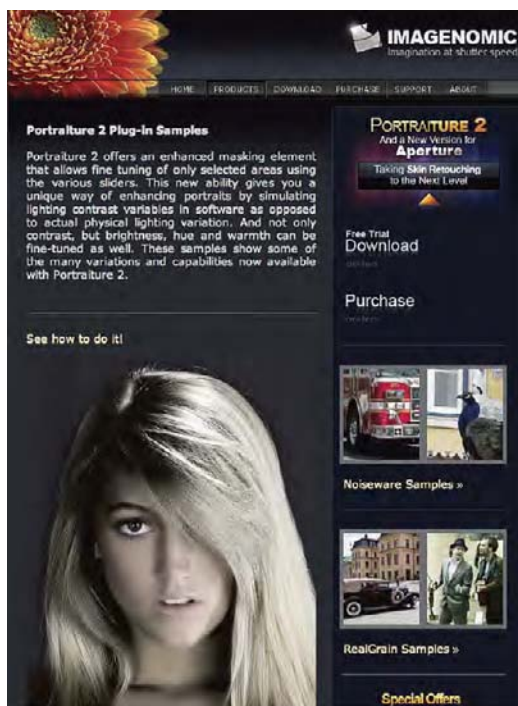 IMAGENOMIC
Imagination at shutter speed
HOME PRODUCTS DOWNLOAD PURCHASE SUPPORT ABOUT
Portraiture 2 Plug-in Samples
Portraiture 2 offers an enhanced masking element
that allows fine tuning of only selected areas using
the various sliders. This new ability gives you a
unique way of enhancing portraits by simulating
lighting contrast variables in software as opposed
to actual physical lighting variation. And not only
contrast, but brightness, hue and warmth can be
fine-tuned as well. These samples show some of
the many variations and capabilities now available
with Portraiture 2.
See how to do it!
PORTRAITURE 2
And a New Version for
Aperture
Taking Skin Retouching
to the Next Level
Free Trial
Download
Purchase
Noiseware Samples »
RealGrain Samples »
Special Offers